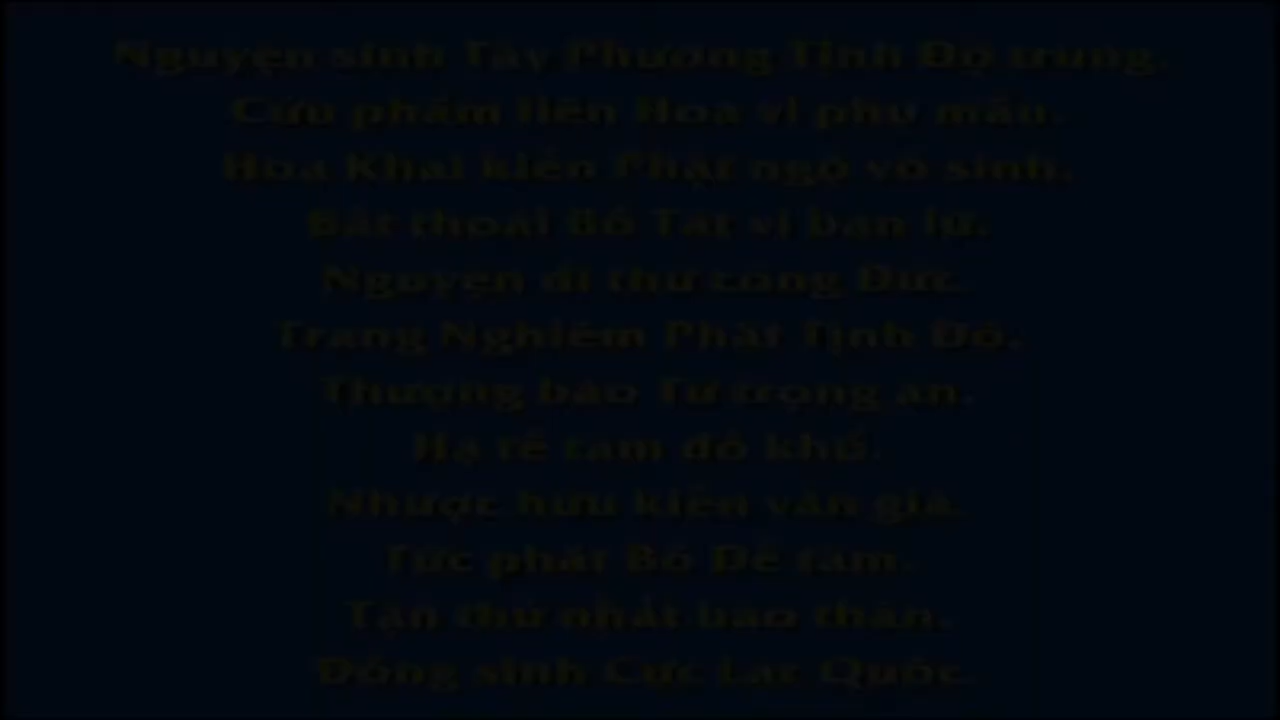 Nguyện sinh Tây Phương Tịnh Độ trung.
Cửu phẩm liên Hoa vi phụ mẫu.
Hoa Khai kiến Phật ngộ vô sinh.
Bất thoái Bồ Tát vi bạn lữ.
Nguyện dĩ thử công Đức.
Trang Nghiêm Phật Tịnh Độ.
Thượng báo Tứ trọng ân.
Hạ tế tam đồ khổ.
Nhược hữu kiến văn giả.
Tức phát Bồ Đề tâm.
Tận thử nhất báo thân.
Đồng sinh Cực Lạc Quốc.